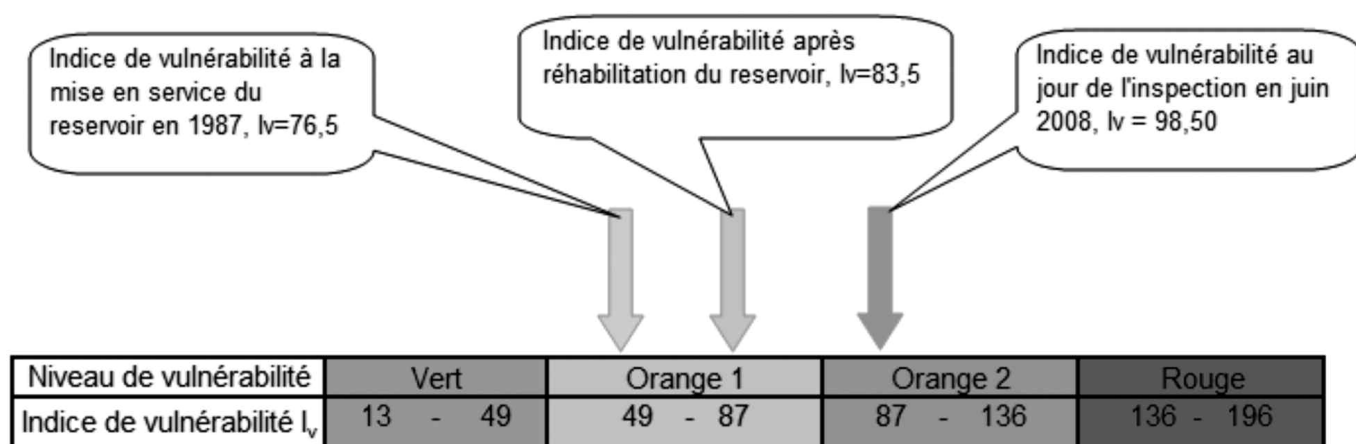 Indice de vulnérabilité à la
mise en service du
reservoir en 1987, Iv=76,5
Indice de vulnérabilité après
réhabilitation du reservoir, Iv=83,5
Indice de vulnérabilité au
jour de l'inspection en juin
2008, Iv = 98,50
Niveau de vulnérabilité Vert Orange 1 Orange 2 Rouge
Indice de vulnérabilité Iv 13 - 49 49 - 87 87 - 136 136 - 196